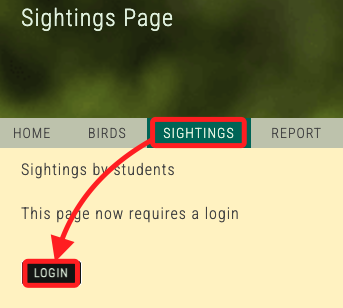 Sightings Page
HOME BIRDS SIGHTINGS REPORT
Sightings by students
This page now requires a login
LOGIN